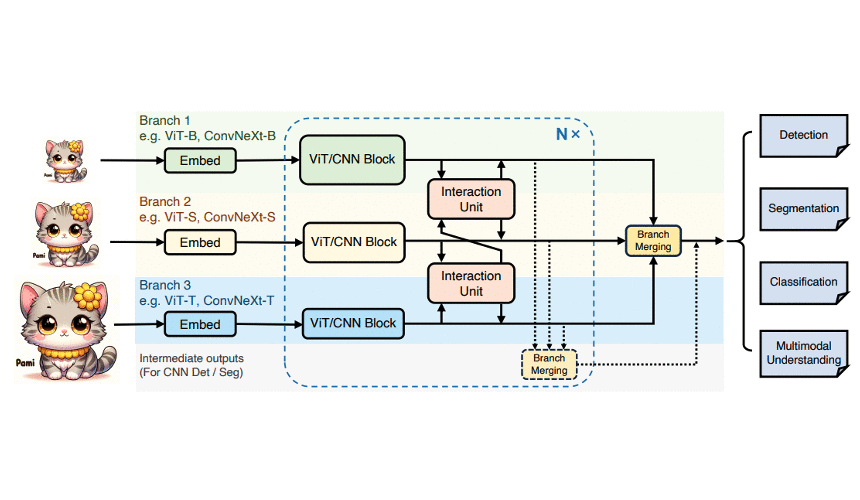 Branch 1
e.g. ViT-B, ConvNeXt-B
N×
Embed
ViT/CNN Block
Pami
Interaction
Unit
Branch 2
e.g. ViT-S, ConvNeXt-S
Embed
ViT/CNN Block
Pami
Branch
Merging
Interaction
Unit
Branch 3
e.g. ViT-T, ConvNeXt-T
Embed
ViT/CNN Block
Pami
Intermediate outputs
(For CNN Det / Seg)
Branch
Merging
Detection
Segmentation
Classification
Multimodal
Understanding